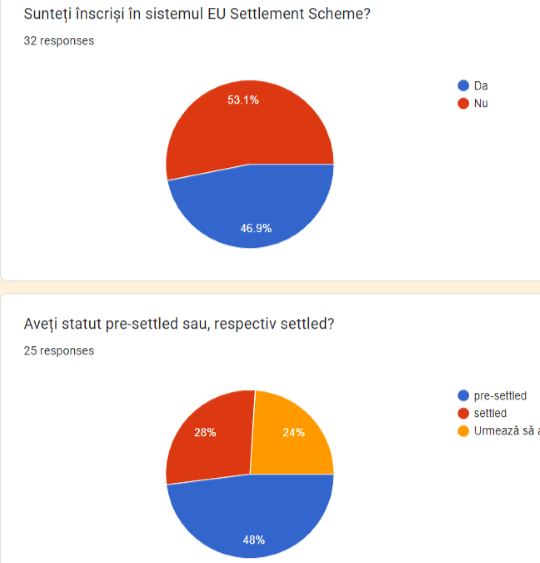 Sunteți înscriși în sistemul EU Settlement Scheme?
32 responses
53.1%
46.9%
Da
Nu
Aveți statut pre-settled sau, respectiv settled?
25 responses
28%
24%
48%
pre-settled
settled
Urmează să